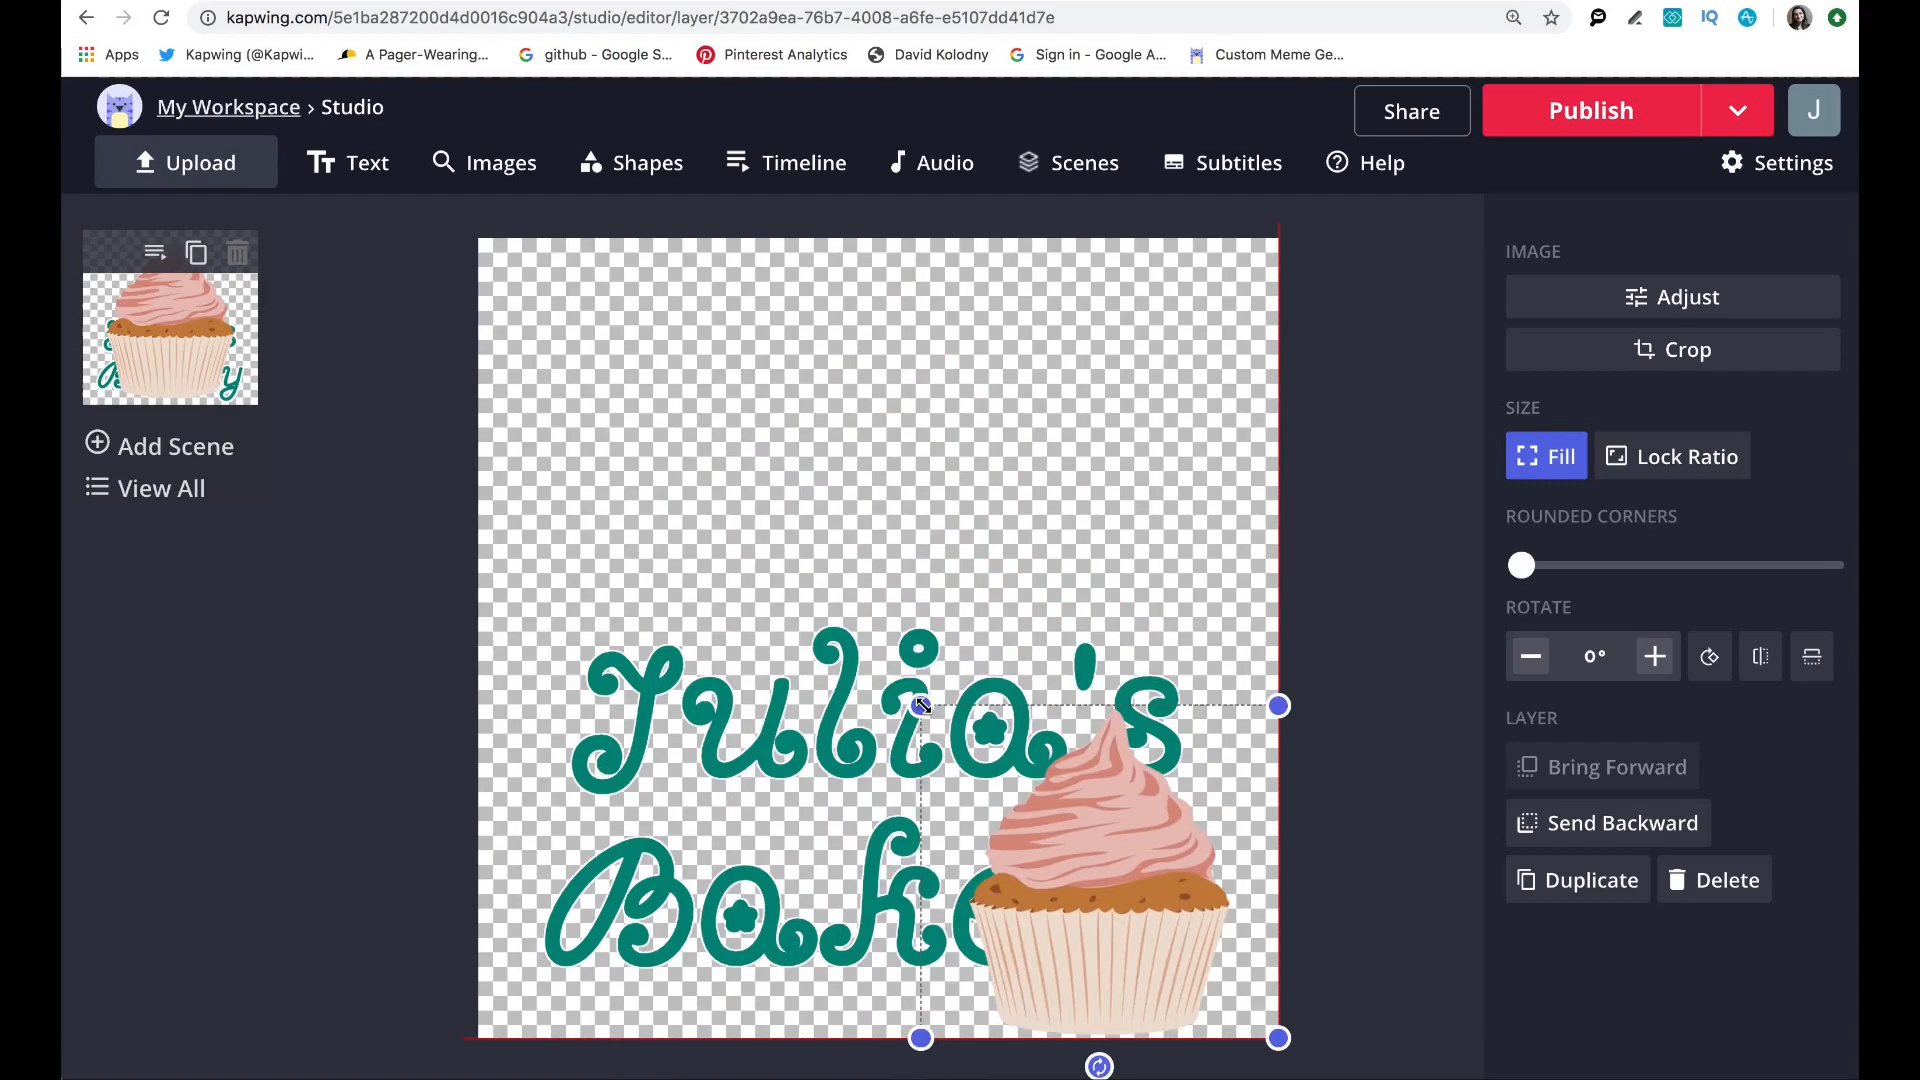 kapwing.com/5e1ba287200d4d0016c904a3/studio/editor/layer/3702a9ea-76b7-4008-a6fe-e5107dd41d7e
IQ
Apps
Kapwing (@Kapwi...
A Pager-Wearing...
github - Google S...
Pinterest Analytics
David Kolodny
Sign in - Google A...
Custom Meme Ge...
My Workspace › Studio
Share
Publish
J
Upload
Text
Images
Shapes
Timeline
Audio
Scenes
Subtitles
Help
Settings
Add Scene
View All
IMAGE
Adjust
Crop
SIZE
Fill
Lock Ratio
ROUNDED CORNERS
ROTATE
0°
LAYER
Bring Forward
Send Backward
Duplicate
Delete
Julia's
Bake